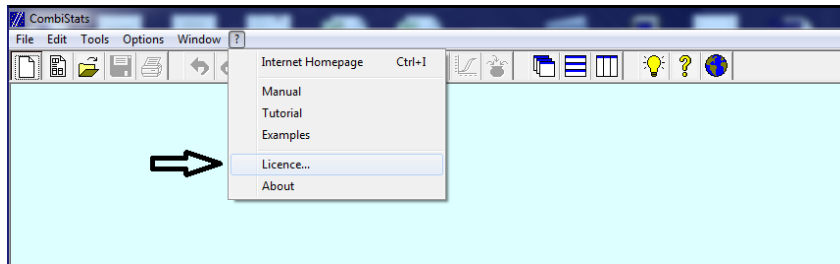 CombiStats
File Edit Tools Options Window ?
Internet Homepage Ctrl+I
Manual
Tutorial
Examples
Licence...
About